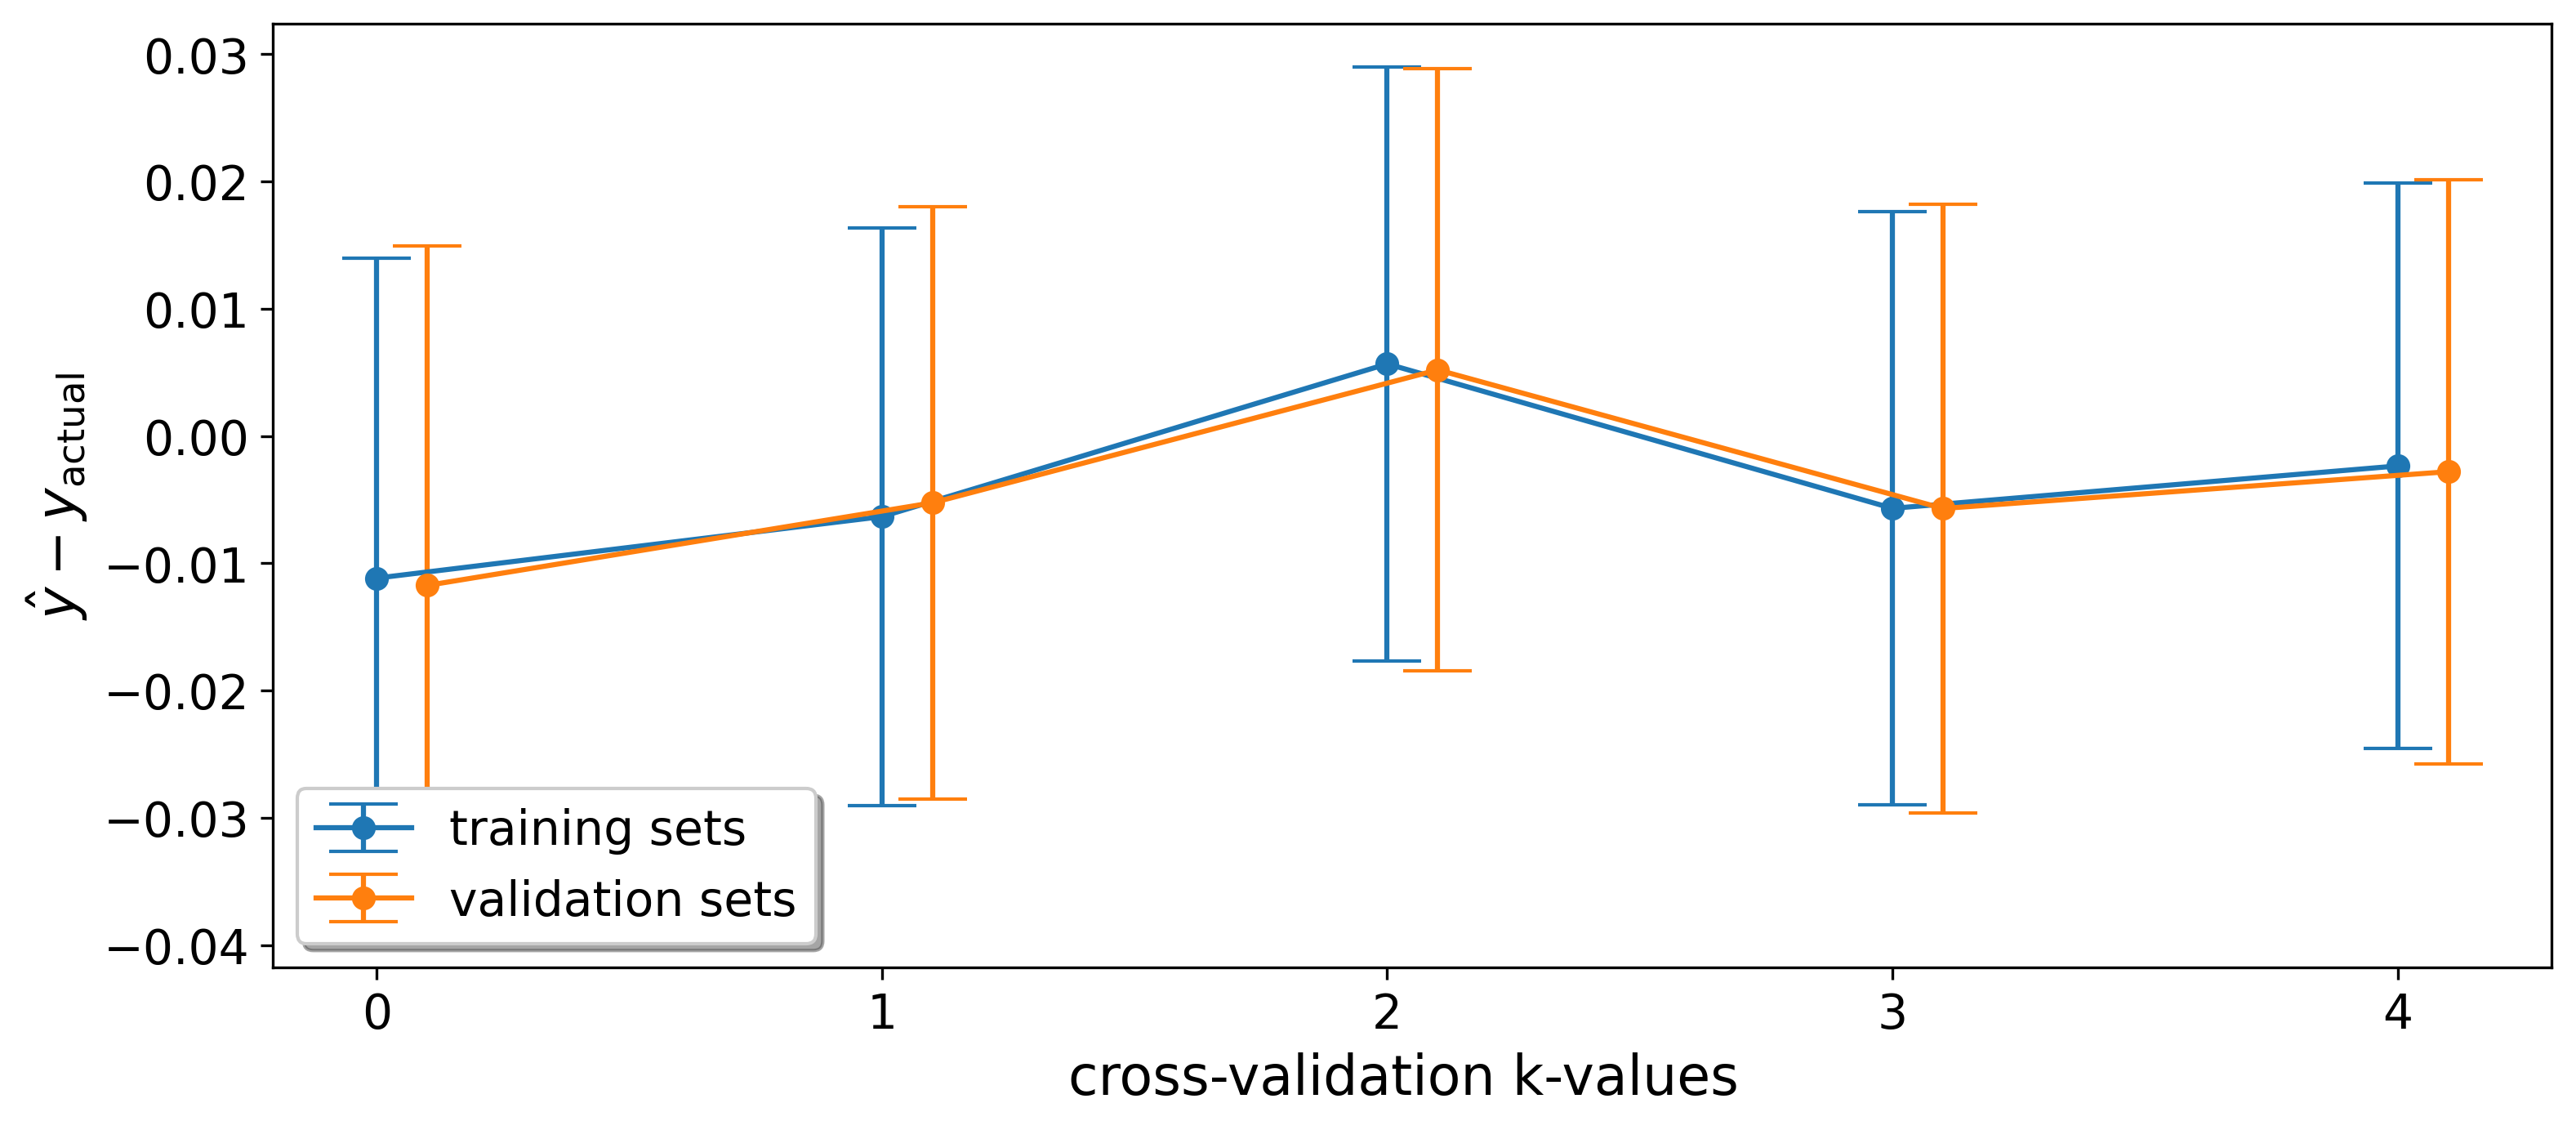 0.03
0.02
0.01
0.00
−0.01
−0.02
−0.03
−0.04
ŷ − y_actual
training sets
validation sets
0 1 2 3 4
cross-validation k-values